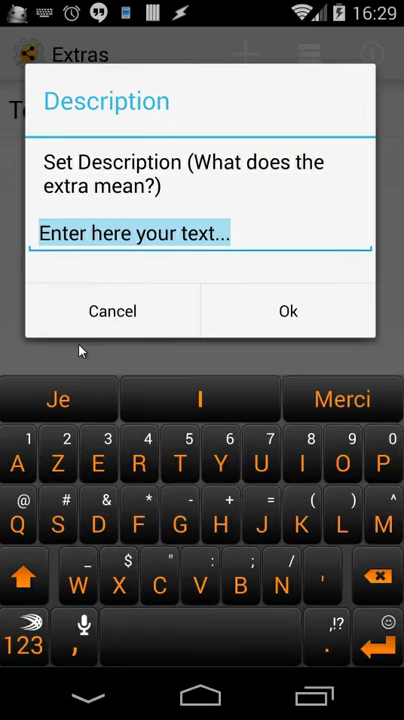 16:29
Extras
Description
Set Description (What does the
extra mean?)
Enter here your text...
Cancel
Ok
Je I Merci
1 2 3 4 5 6 7 8 9 0
A Z E R T Y U I O P
@ # & * - + = ( ) ^
Q S D F G H J K L M
_ $ " : ; /
W X C V B N '
,!?
123 , .